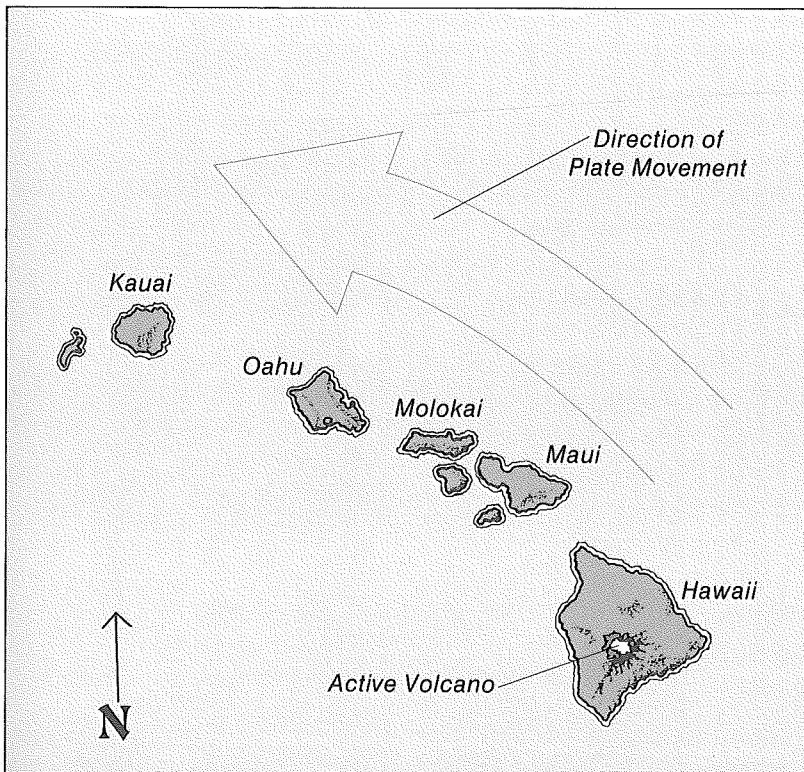 Direction of
Plate Movement
Kauai
Oahu
Molokai
Maui
Hawaii
Active Volcano
N